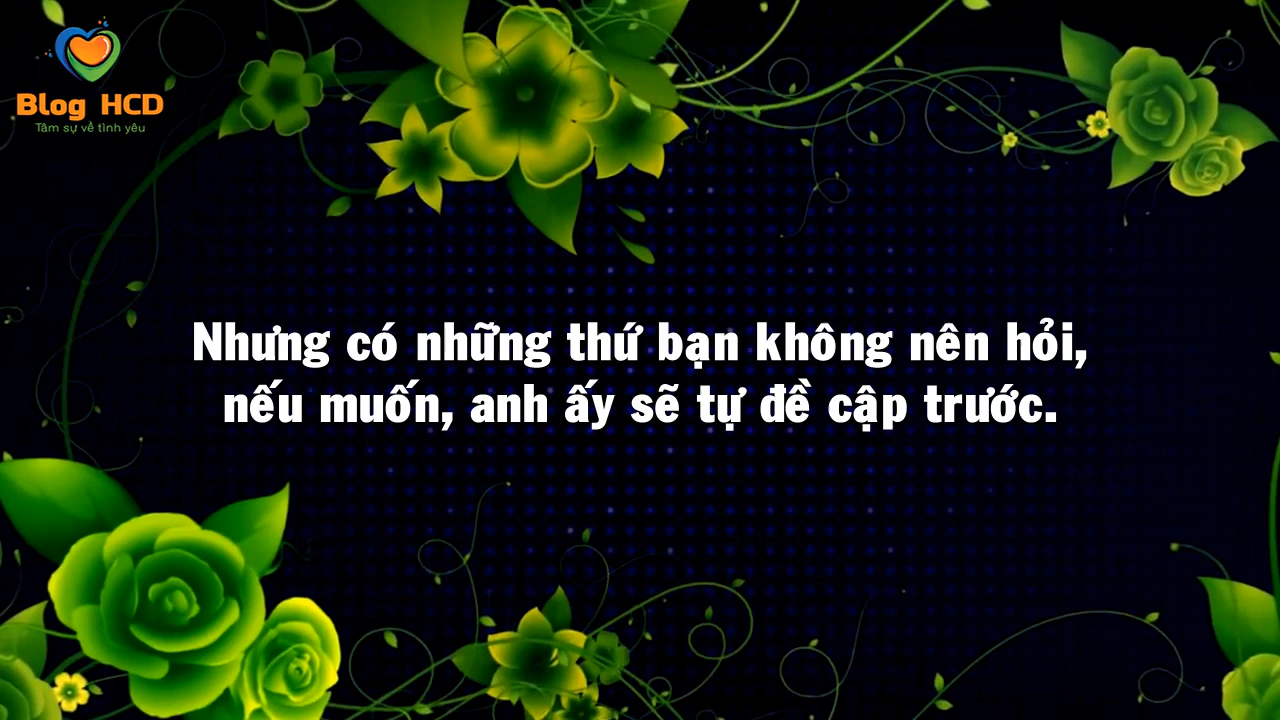 Blog HCD
Tâm sự về tình yêu
Nhưng có những thứ bạn không nên hỏi,
nếu muốn, anh ấy sẽ tự đề cập trước.